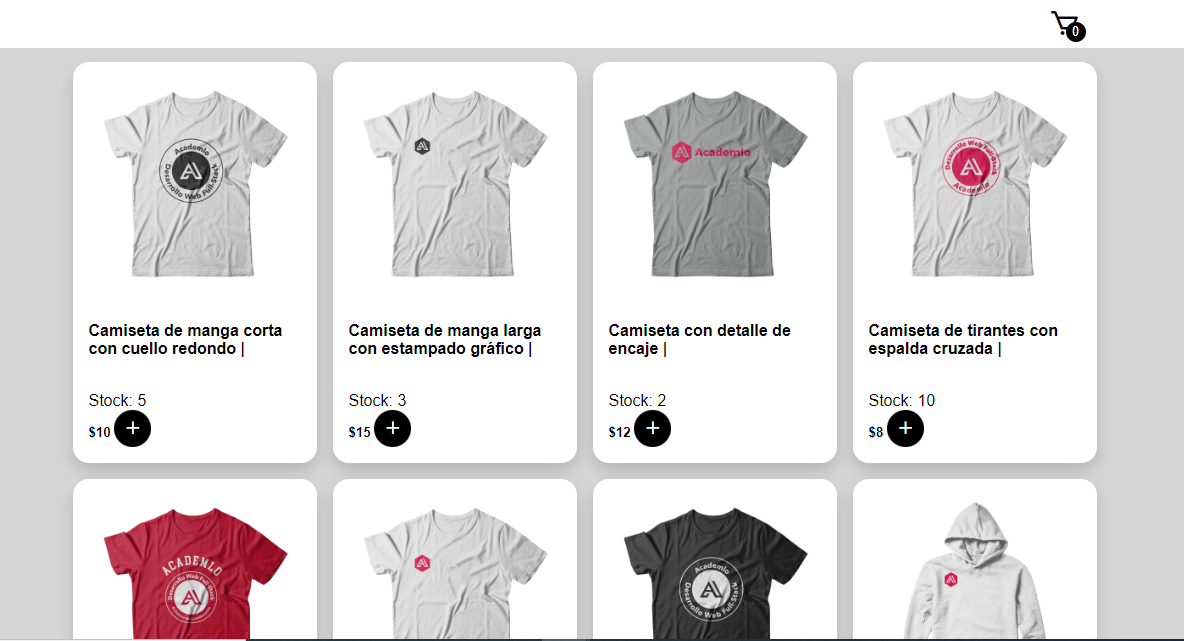 0
Academlo
Desarrollo Web Full-Stack
Academlo
Desarrollo Web Full-Stack
Academlo
Camiseta de manga corta
con cuello redondo |
Stock: 5
$10 +
Camiseta de manga larga
con estampado gráfico |
Stock: 3
$15 +
Camiseta con detalle de
encaje |
Stock: 2
$12 +
Camiseta de tirantes con
espalda cruzada |
Stock: 10
$8 +
ACADEMLO
Desarrollo Web Full-Stack
Academlo
Desarrollo Web Full-Stack